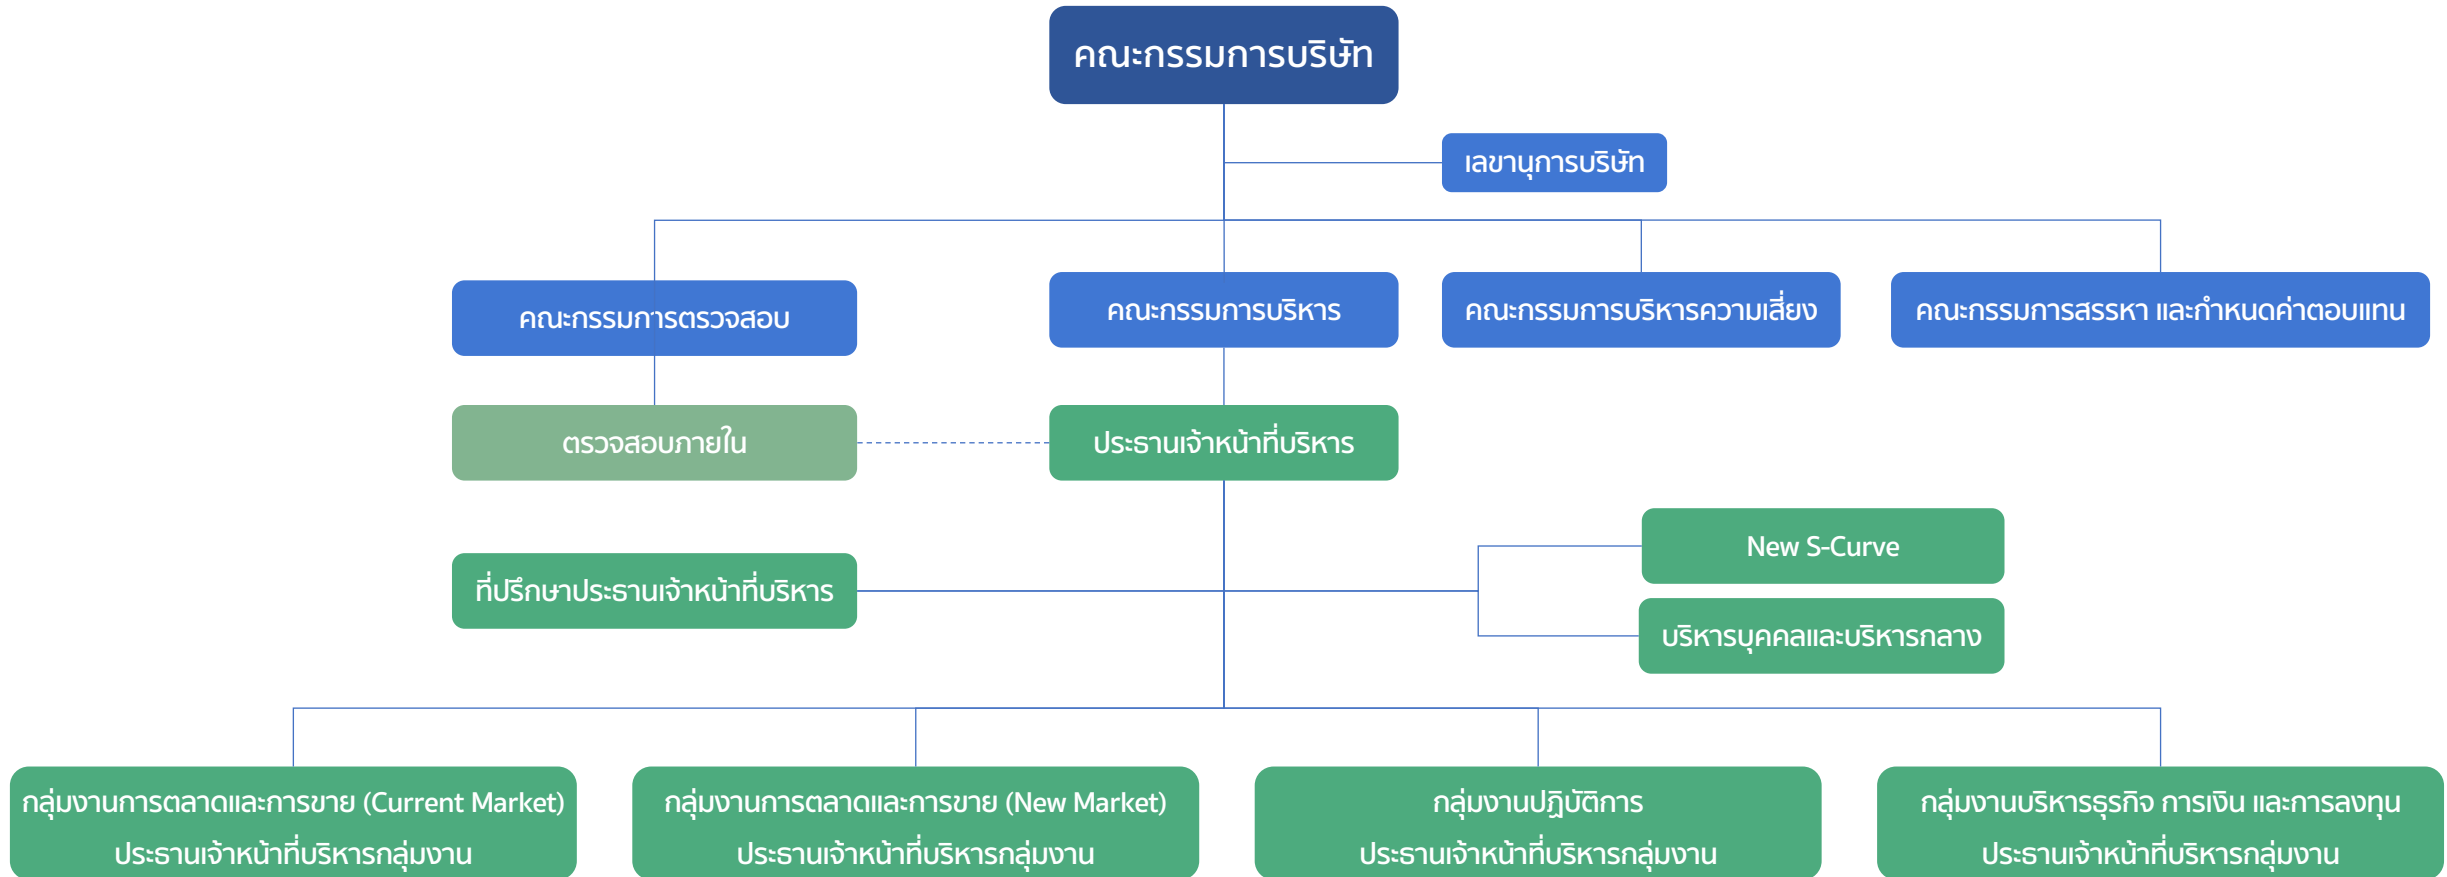 คณะกรรมการบริษัท
เลขานุการบริษัท
คณะกรรมการตรวจสอบ
คณะกรรมการบริหาร
คณะกรรมการบริหารความเสี่ยง
คณะกรรมการสรรหา และกำหนดค่าตอบแทน
ตรวจสอบภายใน
ประธานเจ้าหน้าที่บริหาร
New S-Curve
ที่ปรึกษาประธานเจ้าหน้าที่บริหาร
บริหารบุคคลและบริหารกลาง
กลุ่มงานการตลาดและการขาย (Current Market)
ประธานเจ้าหน้าที่บริหารกลุ่มงาน
กลุ่มงานการตลาดและการขาย (New Market)
ประธานเจ้าหน้าที่บริหารกลุ่มงาน
กลุ่มงานปฏิบัติการ
ประธานเจ้าหน้าที่บริหารกลุ่มงาน
กลุ่มงานบริหารธุรกิจ การเงิน และการลงทุน
ประธานเจ้าหน้าที่บริหารกลุ่มงาน